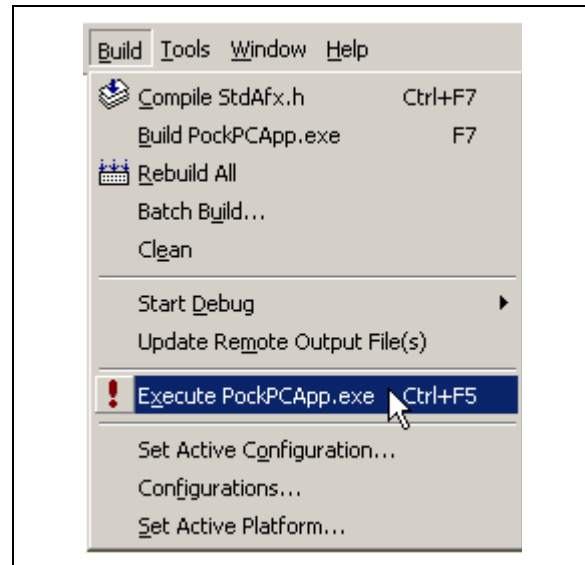 Build Tools Window Help
Compile StdAfx.h Ctrl+F7
Build PockPCApp.exe F7
Rebuild All
Batch Build...
Clean
Start Debug
Update Remote Output File(s)
Execute PockPCApp.exe Ctrl+F5
Set Active Configuration...
Configurations...
Set Active Platform...